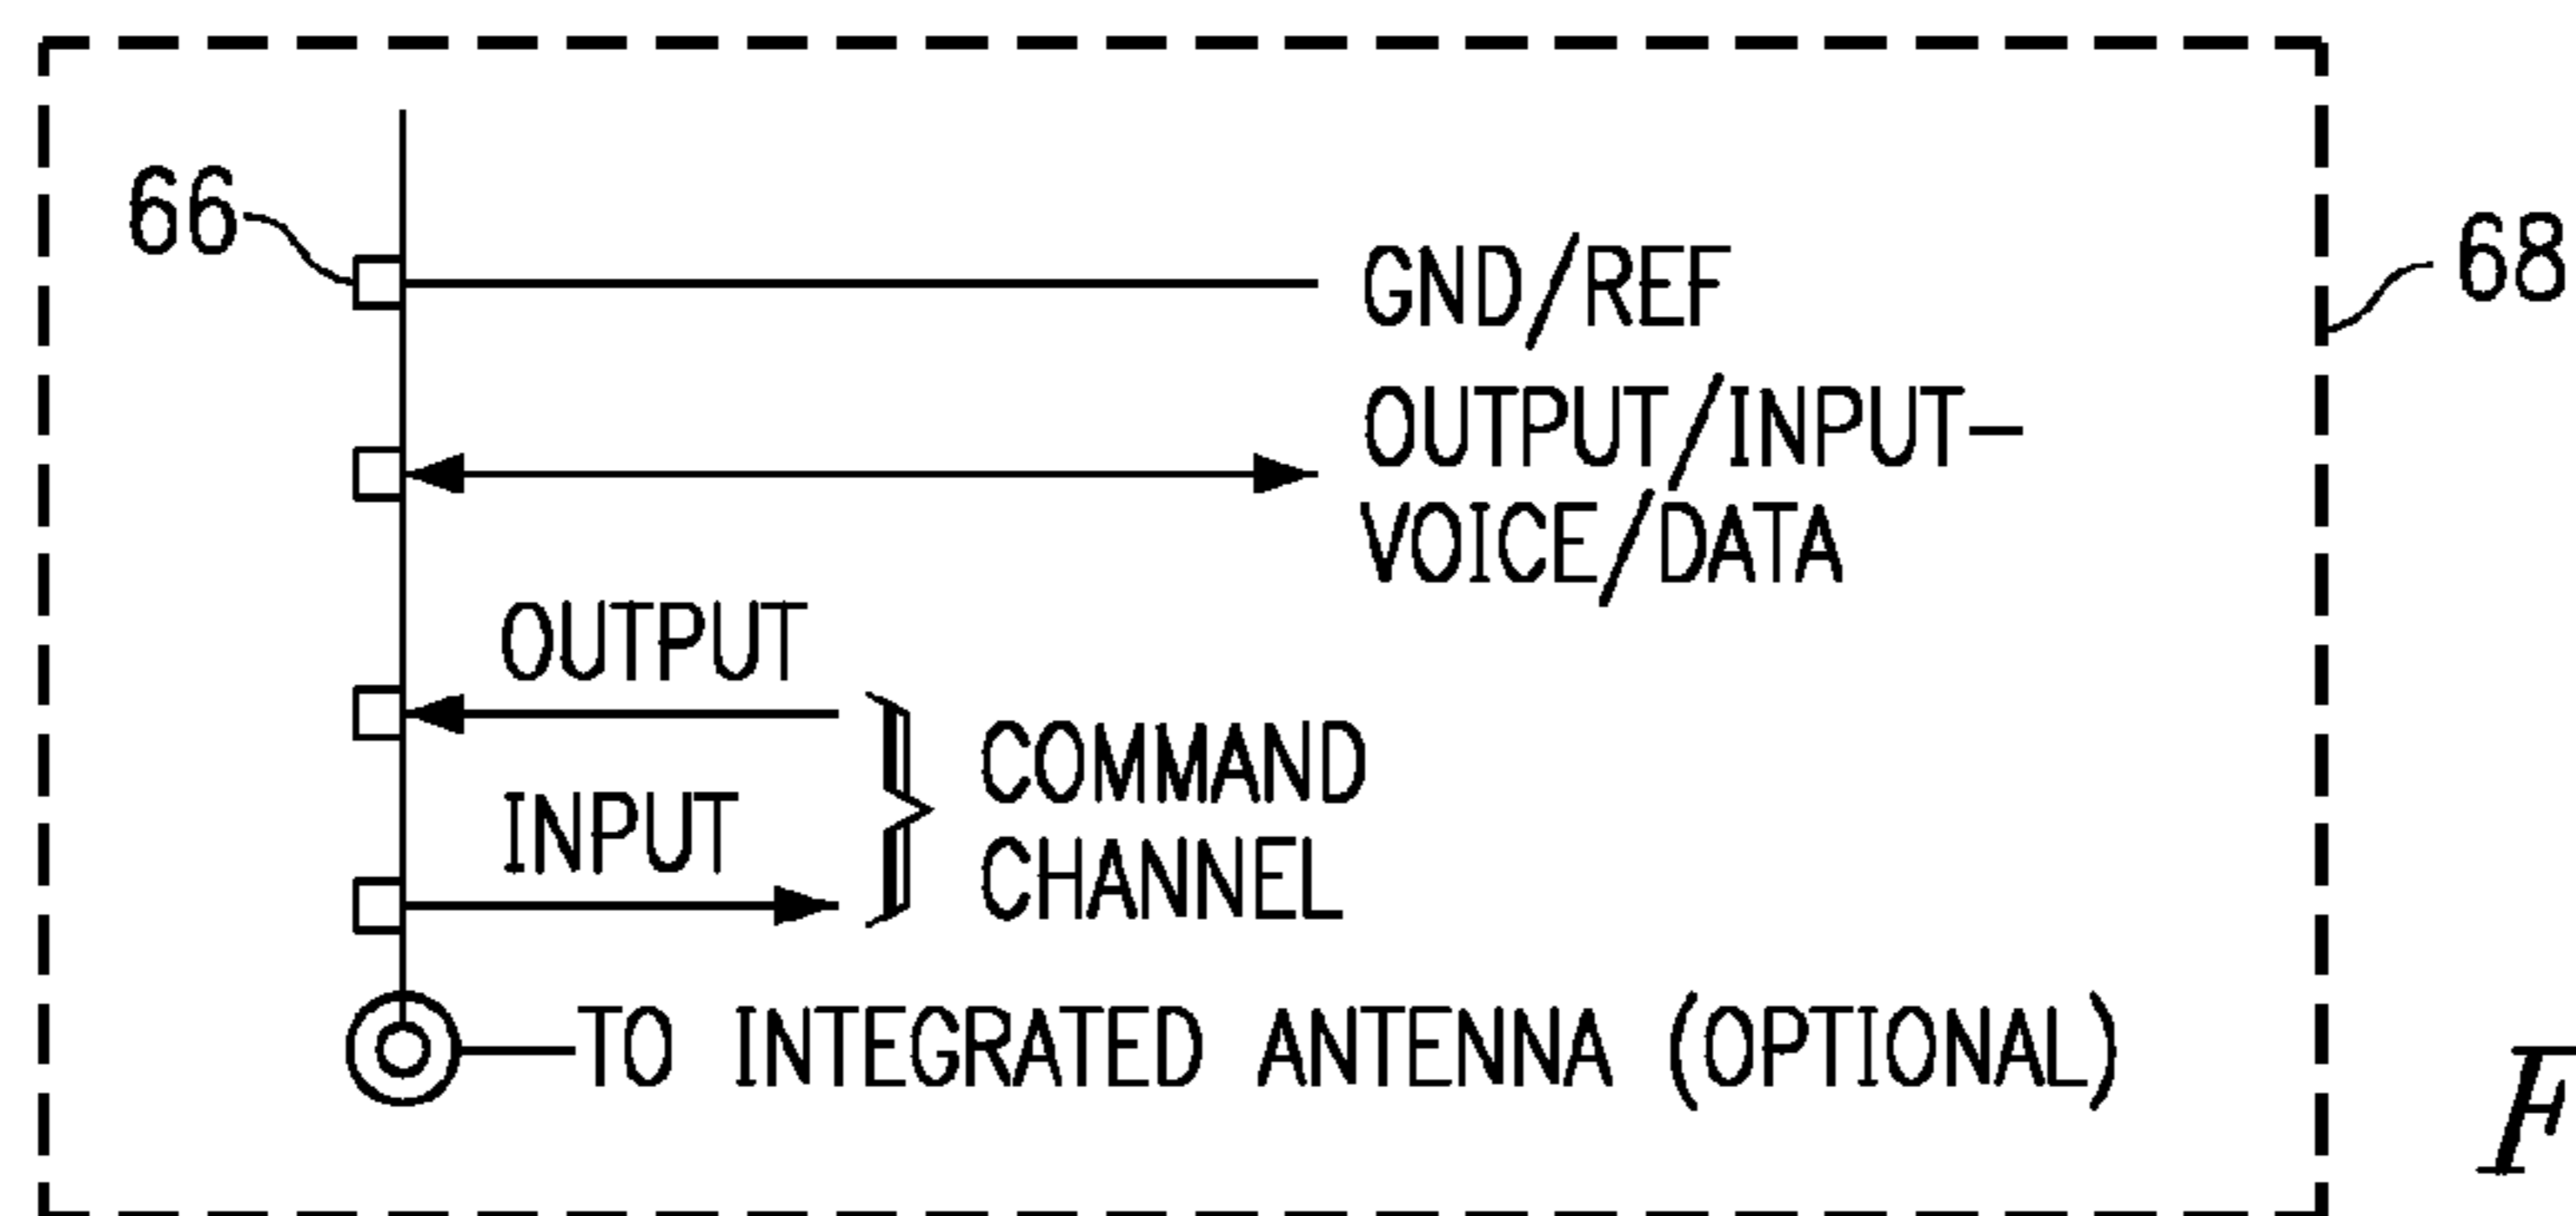 66
GND/REF
68
OUTPUT/INPUT-
VOICE/DATA
OUTPUT
INPUT
COMMAND
CHANNEL
TO INTEGRATED ANTENNA (OPTIONAL)
F